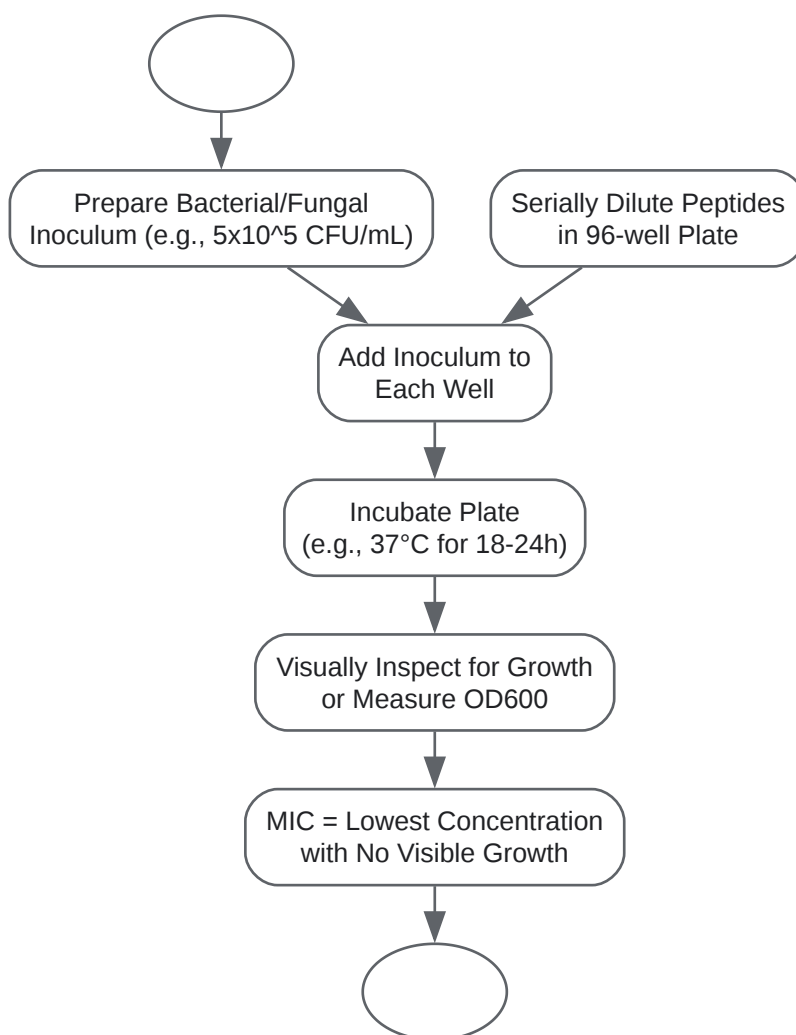 Prepare Bacterial/Fungal
Inoculum (e.g., 5x10^5 CFU/mL)
Serially Dilute Peptides
in 96-well Plate
Add Inoculum to
Each Well
Incubate Plate
(e.g., 37°C for 18-24h)
Visually Inspect for Growth
or Measure OD600
MIC = Lowest Concentration
with No Visible Growth